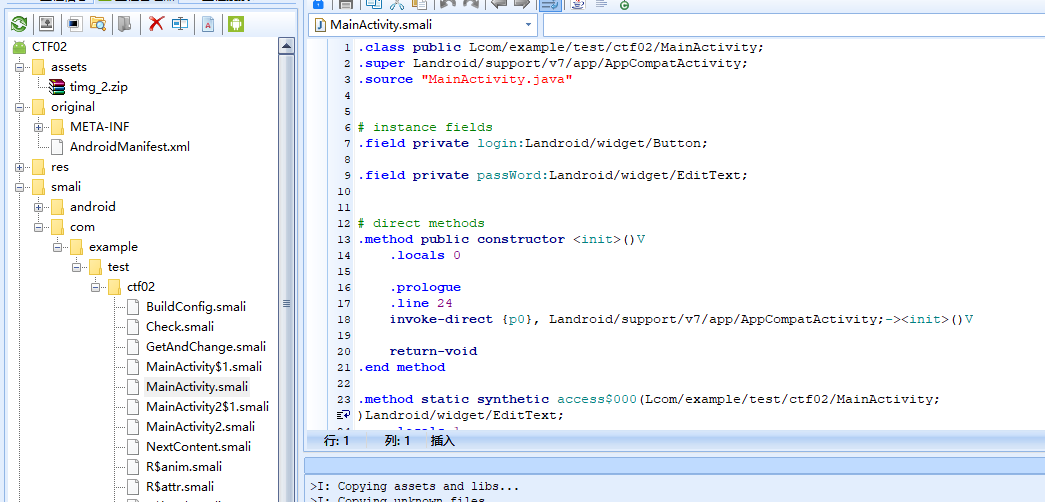 CTF02
assets
timg_2.zip
original
META-INF
AndroidManifest.xml
res
smali
android
com
example
test
ctf02
BuildConfig.smali
Check.smali
GetAndChange.smali
MainActivity$1.smali
MainActivity.smali
MainActivity2$1.smali
MainActivity2.smali
NextContent.smali
R$anim.smali
R$attr.smali
MainActivity.smali
1 .class public Lcom/example/test/ctf02/MainActivity;
2 .super Landroid/support/v7/app/AppCompatActivity;
3 .source "MainActivity.java"
4
5
6 # instance fields
7 .field private login:Landroid/widget/Button;
8
9 .field private passWord:Landroid/widget/EditText;
10
11
12 # direct methods
13 .method public constructor <init>()V
14 .locals 0
15
16 .prologue
17 .line 24
18 invoke-direct {p0}, Landroid/support/v7/app/AppCompatActivity;-><init>()V
19
20 return-void
21 .end method
22
23 .method static synthetic access$000(Lcom/example/test/ctf02/MainActivity;
)Landroid/widget/EditText;
行: 1 列: 1 插入
>I: Copying assets and libs...
>I: Copying unknown files